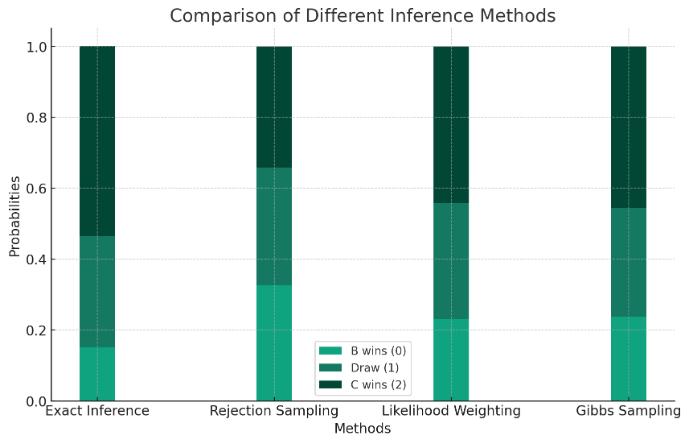 Comparison of Different Inference Methods
1.0
0.8
0.6
0.4
0.2
0.0
Probabilities
B wins (0)
Draw (1)
C wins (2)
Exact Inference
Rejection Sampling
Likelihood Weighting
Gibbs Sampling
Methods